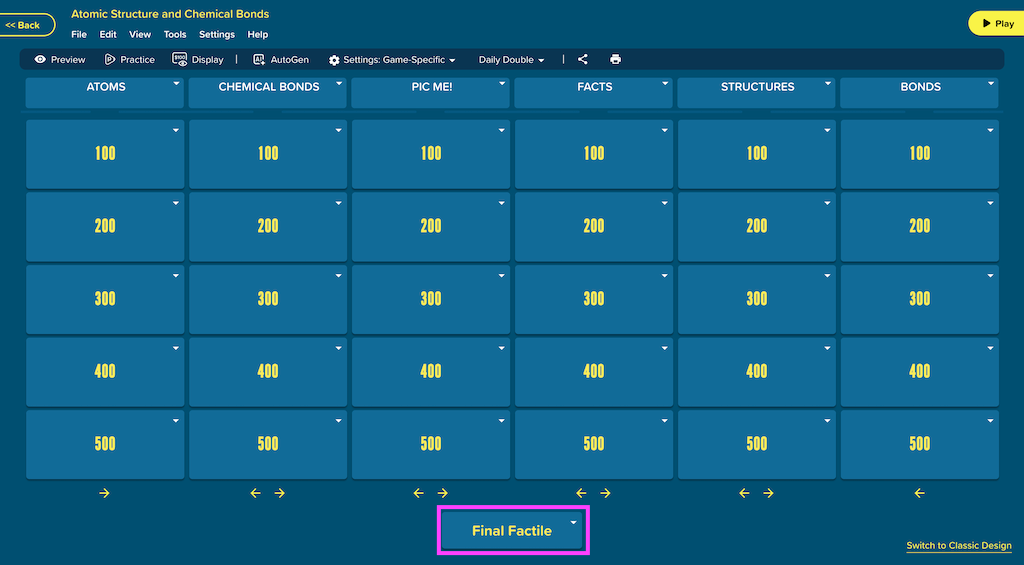 Atomic Structure and Chemical Bonds
<< Back
Play
File Edit View Tools Settings Help
Preview Practice $100 Display | AutoGen Settings: Game-Specific Daily Double |
ATOMS CHEMICAL BONDS PIC ME! FACTS STRUCTURES BONDS
100 100 100 100 100 100
200 200 200 200 200 200
300 300 300 300 300 300
400 400 400 400 400 400
500 500 500 500 500 500
Final Factile
Switch to Classic Design